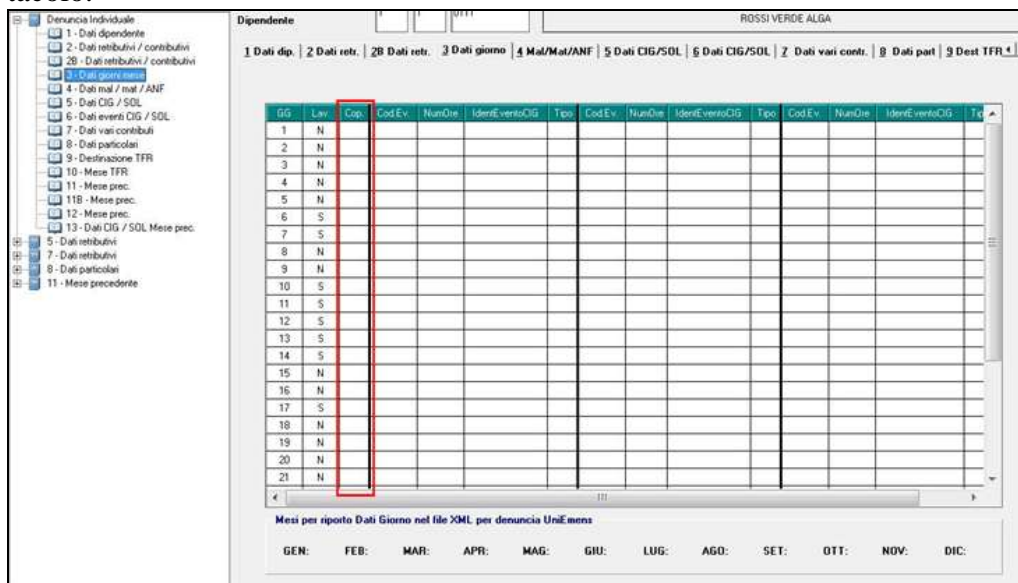 Denuncia Individuale
1 - Dati dipendente
2 - Dati retributivi / contributivi
2B - Dati retributivi / contributivi
3 - Dati giorni mese
4 - Dati mal / mat / ANF
5 - Dati CIG / SOL
6 - Dati eventi CIG / SOL
7 - Dati vari contributi
8 - Dati particolari
9 - Destinazione TFR
10 - Mese TFR
11 - Mese prec.
11B - Mese prec.
12 - Mese prec.
13 - Dati CIG / SOL Mese prec.
5 - Dati retributivi
7 - Dati retributivi
8 - Dati particolari
11 - Mese precedente
Dipendente ROSSI VERDE ALGA
1 Dati dip. 2 Dati retr. 2B Dati retr. 3 Dati giorno 4 Mal/Mat/ANF 5 Dati CIG/SOL 6 Dati CIG/SOL 7 Dati vari contr. 8 Dati part 9 Dest TFR
GG Lav. Cop. Cod.Ev. NumOre IdentEventoCIG Tipo Cod.Ev. NumOre IdentEventoCIG Tipo Cod.Ev. NumOre IdentEventoCIG Tip
1 N
2 N
3 N
4 N
5 N
6 S
7 S
8 N
9 N
10 S
11 S
12 S
13 S
14 S
15 N
16 N
17 S
18 N
19 N
20 N
21 N
Mesi per riporto Dati Giorno nel file XML per denuncia UniEmens
GEN: FEB: MAR: APR: MAG: GIU: LUG: AGO: SET: OTT: NOV: DIC: